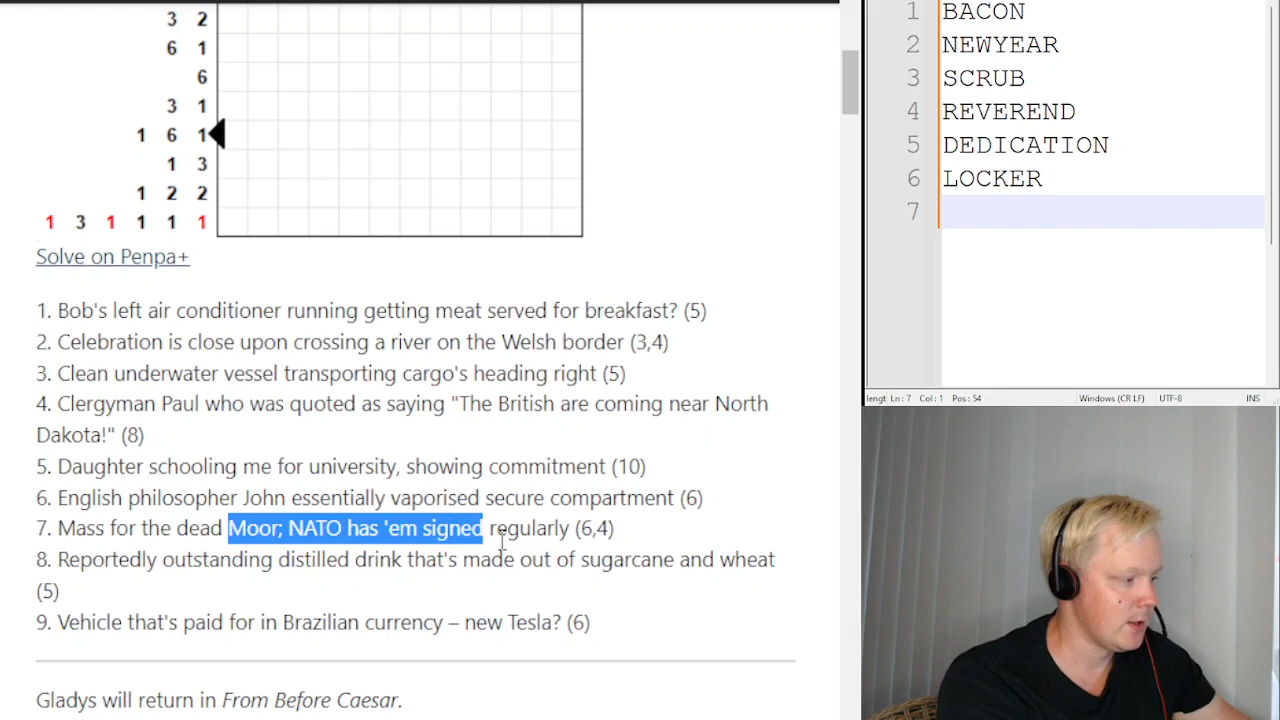 3 2
6 1
6
3 1
1 6 1
1 3
1 2 2
1 3 1 1 1 1
Solve on Penpa+
1. Bob's left air conditioner running getting meat served for breakfast? (5)
2. Celebration is close upon crossing a river on the Welsh border (3,4)
3. Clean underwater vessel transporting cargo's heading right (5)
4. Clergyman Paul who was quoted as saying "The British are coming near North
Dakota!" (8)
5. Daughter schooling me for university, showing commitment (10)
6. English philosopher John essentially vaporised secure compartment (6)
7. Mass for the dead Moor; NATO has 'em signed regularly (6,4)
8. Reportedly outstanding distilled drink that's made out of sugarcane and wheat
(5)
9. Vehicle that's paid for in Brazilian currency – new Tesla? (6)
Gladys will return in From Before Caesar.
1 BACON
2 NEWYEAR
3 SCRUB
4 REVEREND
5 DEDICATION
6 LOCKER
7
lengt Ln: 7 Col: 1 Pos: 54 Windows (CR LF) UTF-8 INS